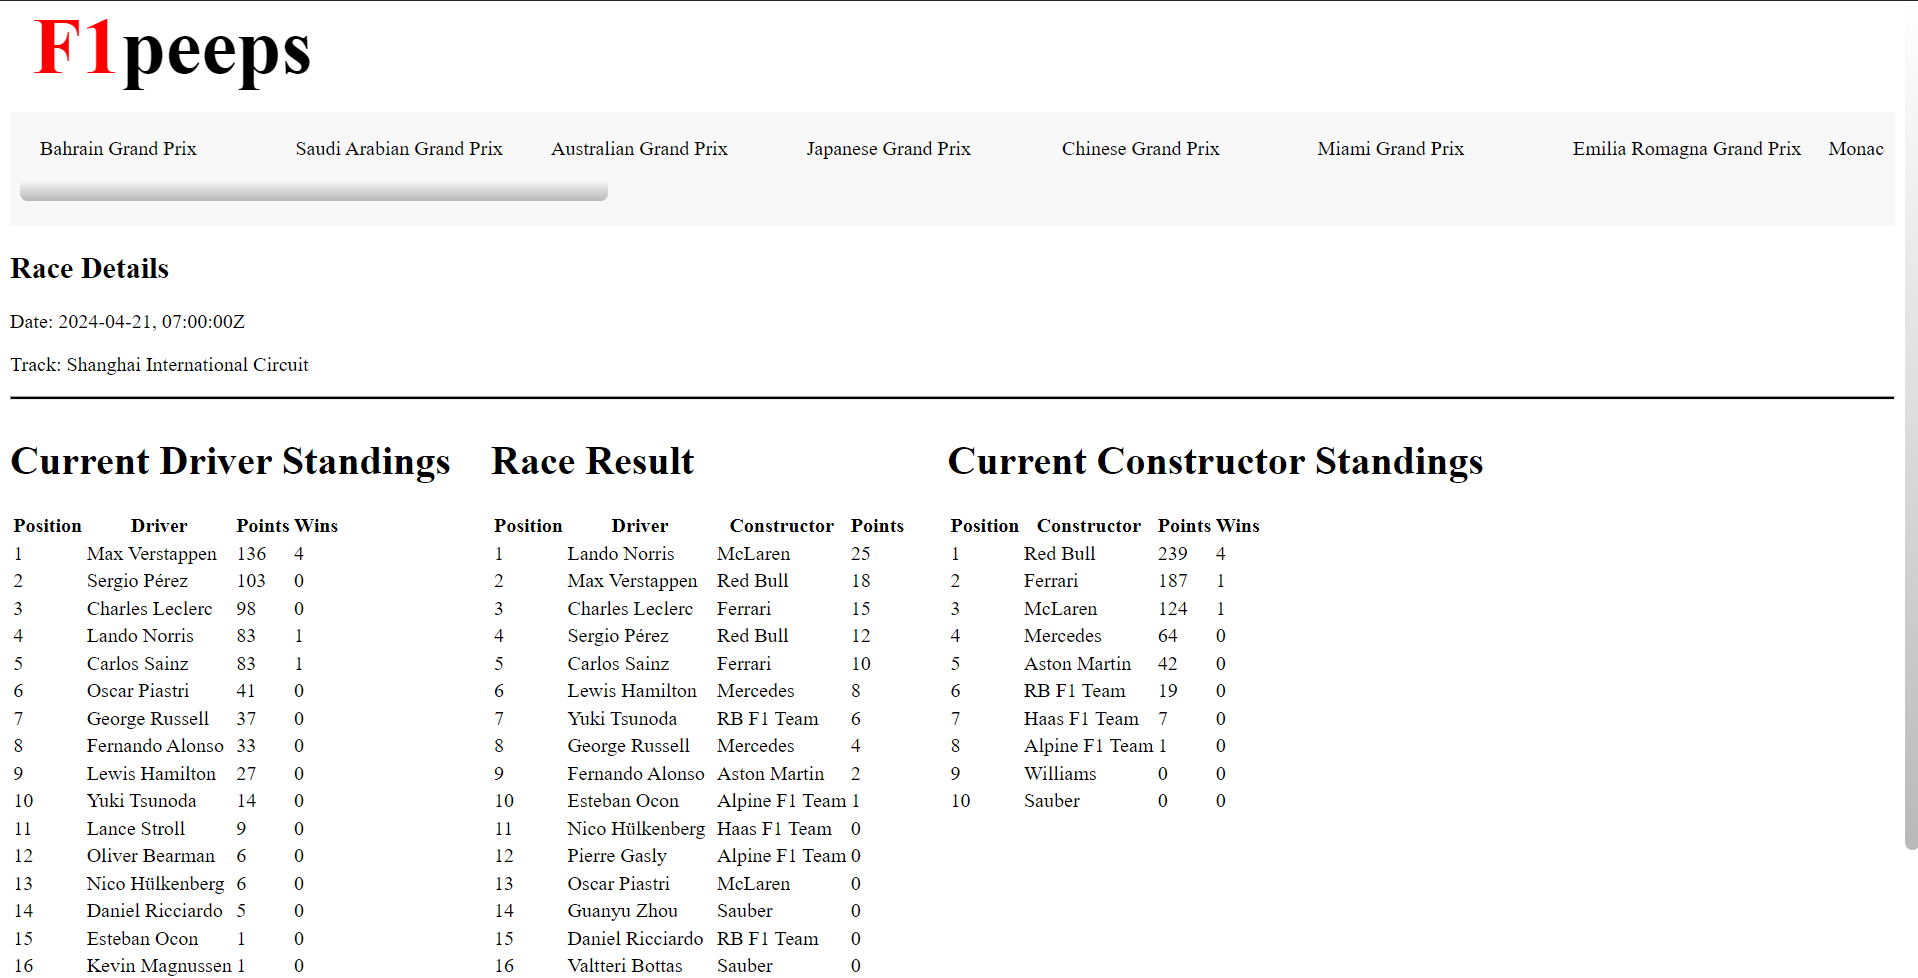 F1peeps
Bahrain Grand Prix Saudi Arabian Grand Prix Australian Grand Prix Japanese Grand Prix Chinese Grand Prix Miami Grand Prix Emilia Romagna Grand Prix Monac
Race Details
Date: 2024-04-21, 07:00:00Z
Track: Shanghai International Circuit
Current Driver Standings
Position Driver Points Wins
1 Max Verstappen 136 4
2 Sergio Pérez 103 0
3 Charles Leclerc 98 0
4 Lando Norris 83 1
5 Carlos Sainz 83 1
6 Oscar Piastri 41 0
7 George Russell 37 0
8 Fernando Alonso 33 0
9 Lewis Hamilton 27 0
10 Yuki Tsunoda 14 0
11 Lance Stroll 9 0
12 Oliver Bearman 6 0
13 Nico Hülkenberg 6 0
14 Daniel Ricciardo 5 0
15 Esteban Ocon 1 0
16 Kevin Magnussen 1 0
Race Result
Position Driver Constructor Points
1 Lando Norris McLaren 25
2 Max Verstappen Red Bull 18
3 Charles Leclerc Ferrari 15
4 Sergio Pérez Red Bull 12
5 Carlos Sainz Ferrari 10
6 Lewis Hamilton Mercedes 8
7 Yuki Tsunoda RB F1 Team 6
8 George Russell Mercedes 4
9 Fernando Alonso Aston Martin 2
10 Esteban Ocon Alpine F1 Team 1
11 Nico Hülkenberg Haas F1 Team 0
12 Pierre Gasly Alpine F1 Team 0
13 Oscar Piastri McLaren 0
14 Guanyu Zhou Sauber 0
15 Daniel Ricciardo RB F1 Team 0
16 Valtteri Bottas Sauber 0
Current Constructor Standings
Position Constructor Points Wins
1 Red Bull 239 4
2 Ferrari 187 1
3 McLaren 124 1
4 Mercedes 64 0
5 Aston Martin 42 0
6 RB F1 Team 19 0
7 Haas F1 Team 7 0
8 Alpine F1 Team 1 0
9 Williams 0 0
10 Sauber 0 0